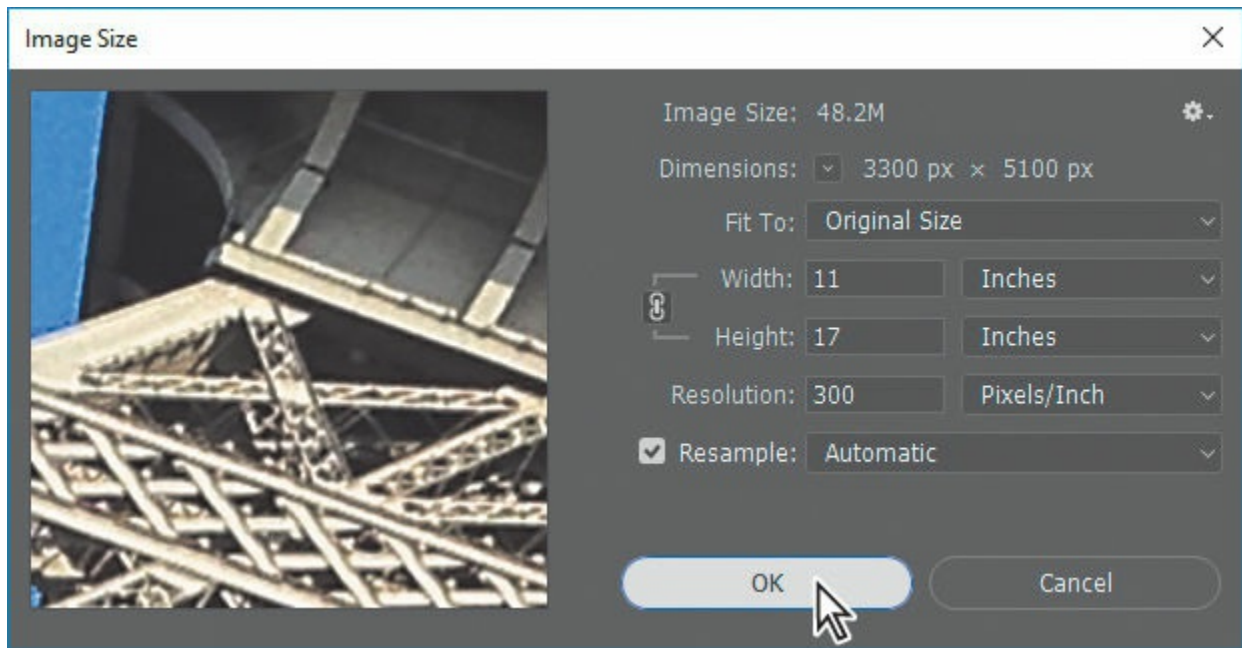 Image Size
Image Size: 48.2M
Dimensions: 3300 px × 5100 px
Fit To: Original Size
Width: 11 Inches
Height: 17 Inches
Resolution: 300 Pixels/Inch
Resample: Automatic
OK Cancel